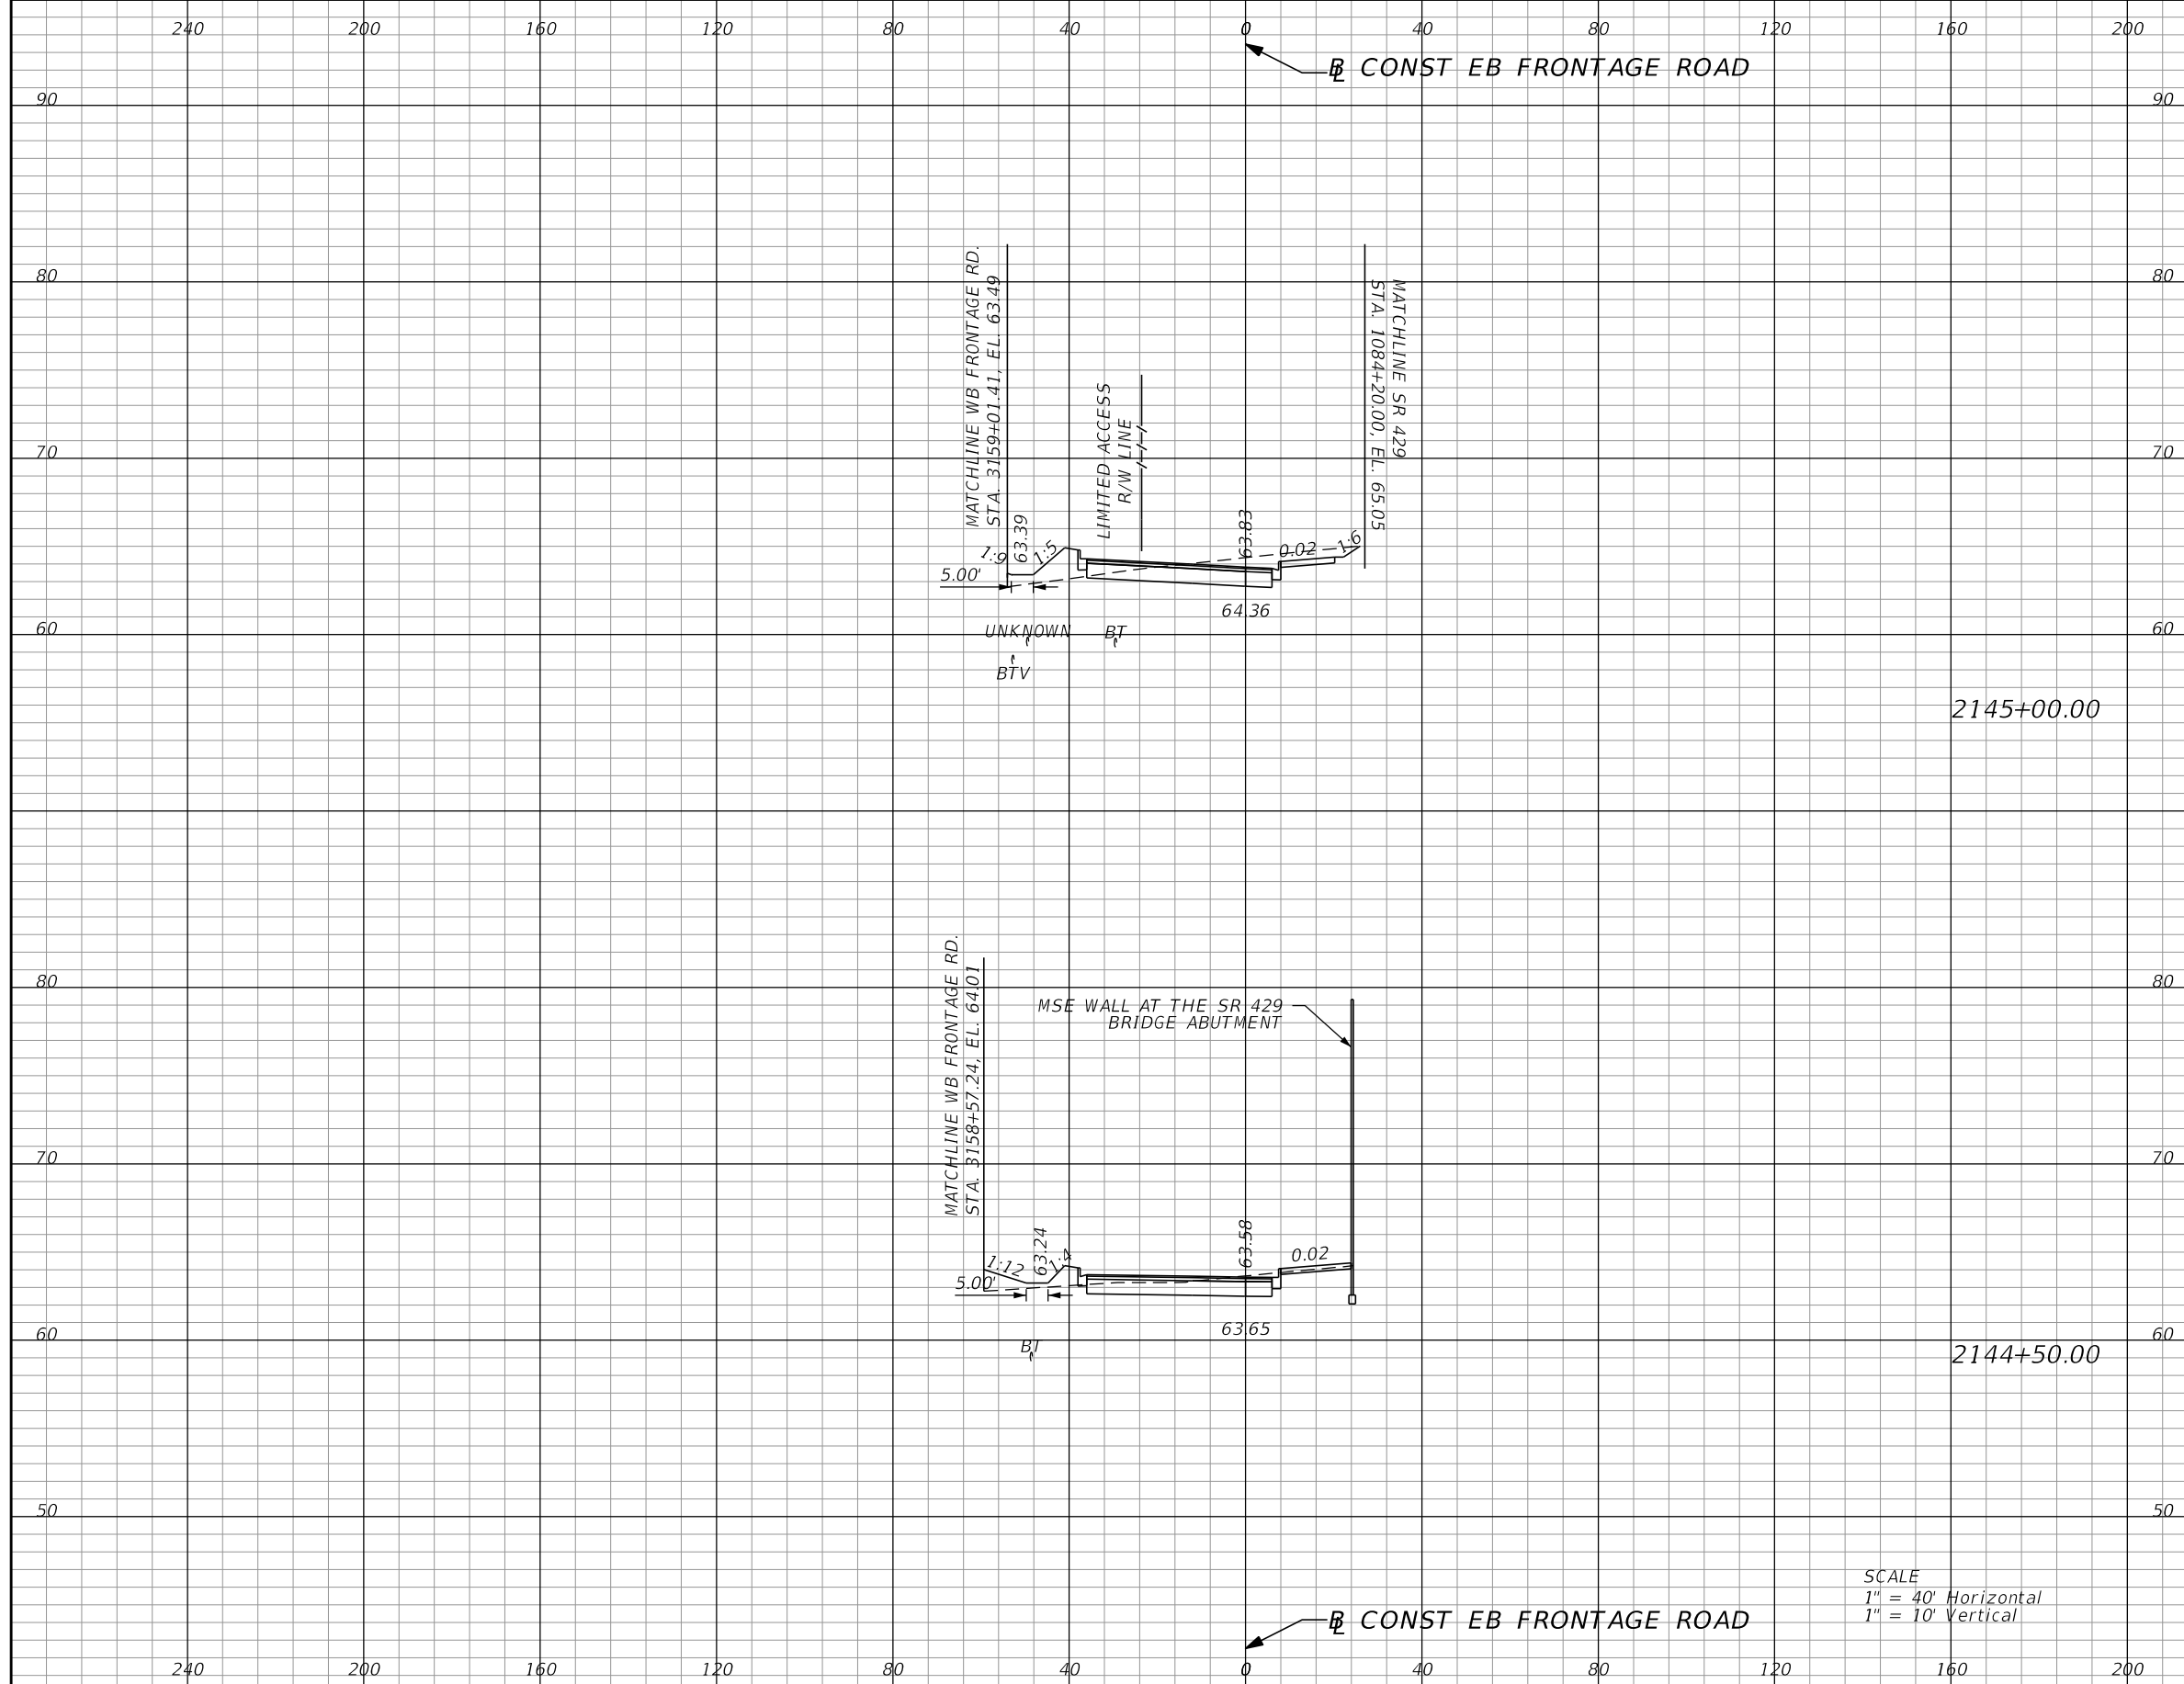 240 200 160 120 80 40 0 40 80 120 160 200
BL CONST EB FRONTAGE ROAD
90 90
80 80
MATCHLINE WB FRONTAGE RD.
STA. 3159+01.41, EL. 63.49
LIMITED ACCESS
R/W LINE
MATCHLINE SR 429
STA. 1084+20.00, EL. 65.05
70 70
1:9
63.39
1:5
63.83
0.02
1:6
5.00'
64.36
60 60
UNKNOWN
BT
BTV
2145+00.00
80 80
MATCHLINE WB FRONTAGE RD.
STA. 3158+57.24, EL. 64.01
MSE WALL AT THE SR 429
BRIDGE ABUTMENT
70 70
1:12
63.24
1:4
63.58
0.02
5.00'
63.65
60 60
BT
2144+50.00
50 50
SCALE
1" = 40' Horizontal
1" = 10' Vertical
BL CONST EB FRONTAGE ROAD
240 200 160 120 80 40 0 40 80 120 160 200